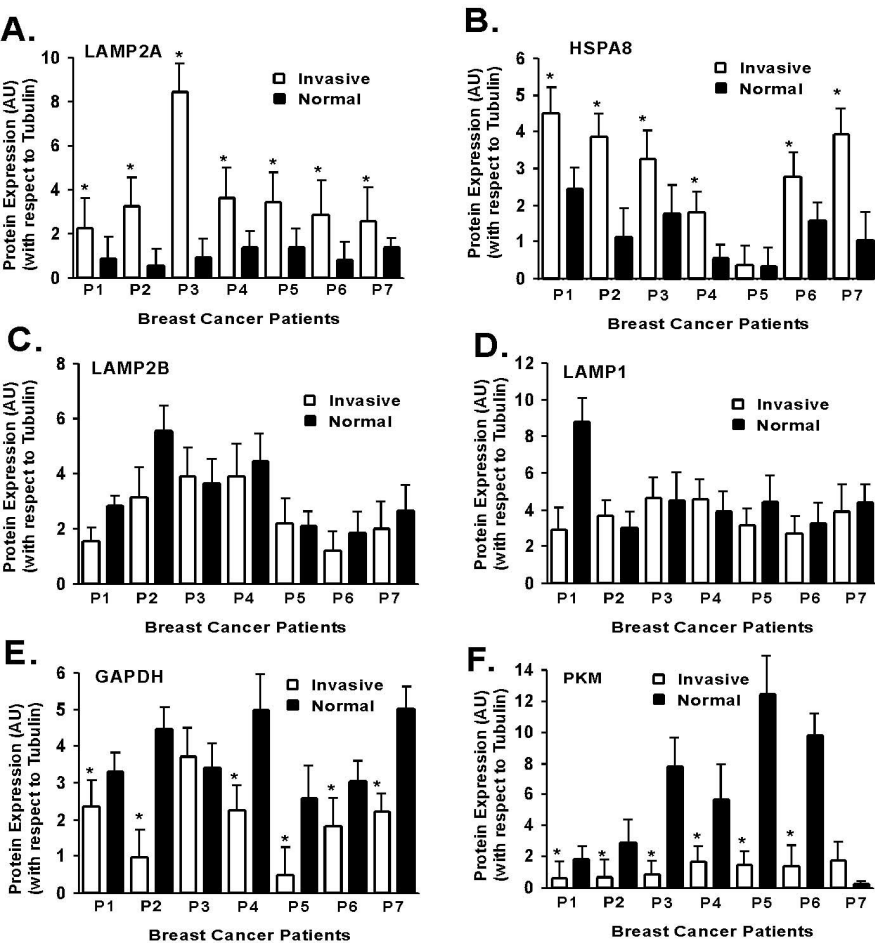 A.
LAMP2A
Protein Expression (AU)
(with respect to Tubulin)
10
8
6
4
2
0
Invasive
Normal
* * * * * * *
P1 P2 P3 P4 P5 P6 P7
Breast Cancer Patients
B.
HSPA8
Protein Expression (AU)
(with respect to Tubulin)
6
5
4
3
2
1
0
Invasive
Normal
* * * * * *
P1 P2 P3 P4 P5 P6 P7
Breast Cancer Patients
C.
LAMP2B
Protein Expression (AU)
(with respect to Tubulin)
8
6
4
2
0
Invasive
Normal
P1 P2 P3 P4 P5 P6 P7
Breast Cancer Patients
D.
LAMP1
Protein Expression (AU)
(with respect to Tubulin)
12
10
8
6
4
2
0
Invasive
Normal
P1 P2 P3 P4 P5 P6 P7
Breast Cancer Patients
E.
GAPDH
Protein Expression (AU)
(with respect to Tubulin)
6
5
4
3
2
1
0
Invasive
Normal
* * * * * *
P1 P2 P3 P4 P5 P6 P7
Breast Cancer Patients
F.
PKM
Protein Expression (AU)
(with respect to Tubulin)
14
12
10
8
6
4
2
0
Invasive
Normal
* * * * * *
P1 P2 P3 P4 P5 P6 P7
Breast Cancer Patients